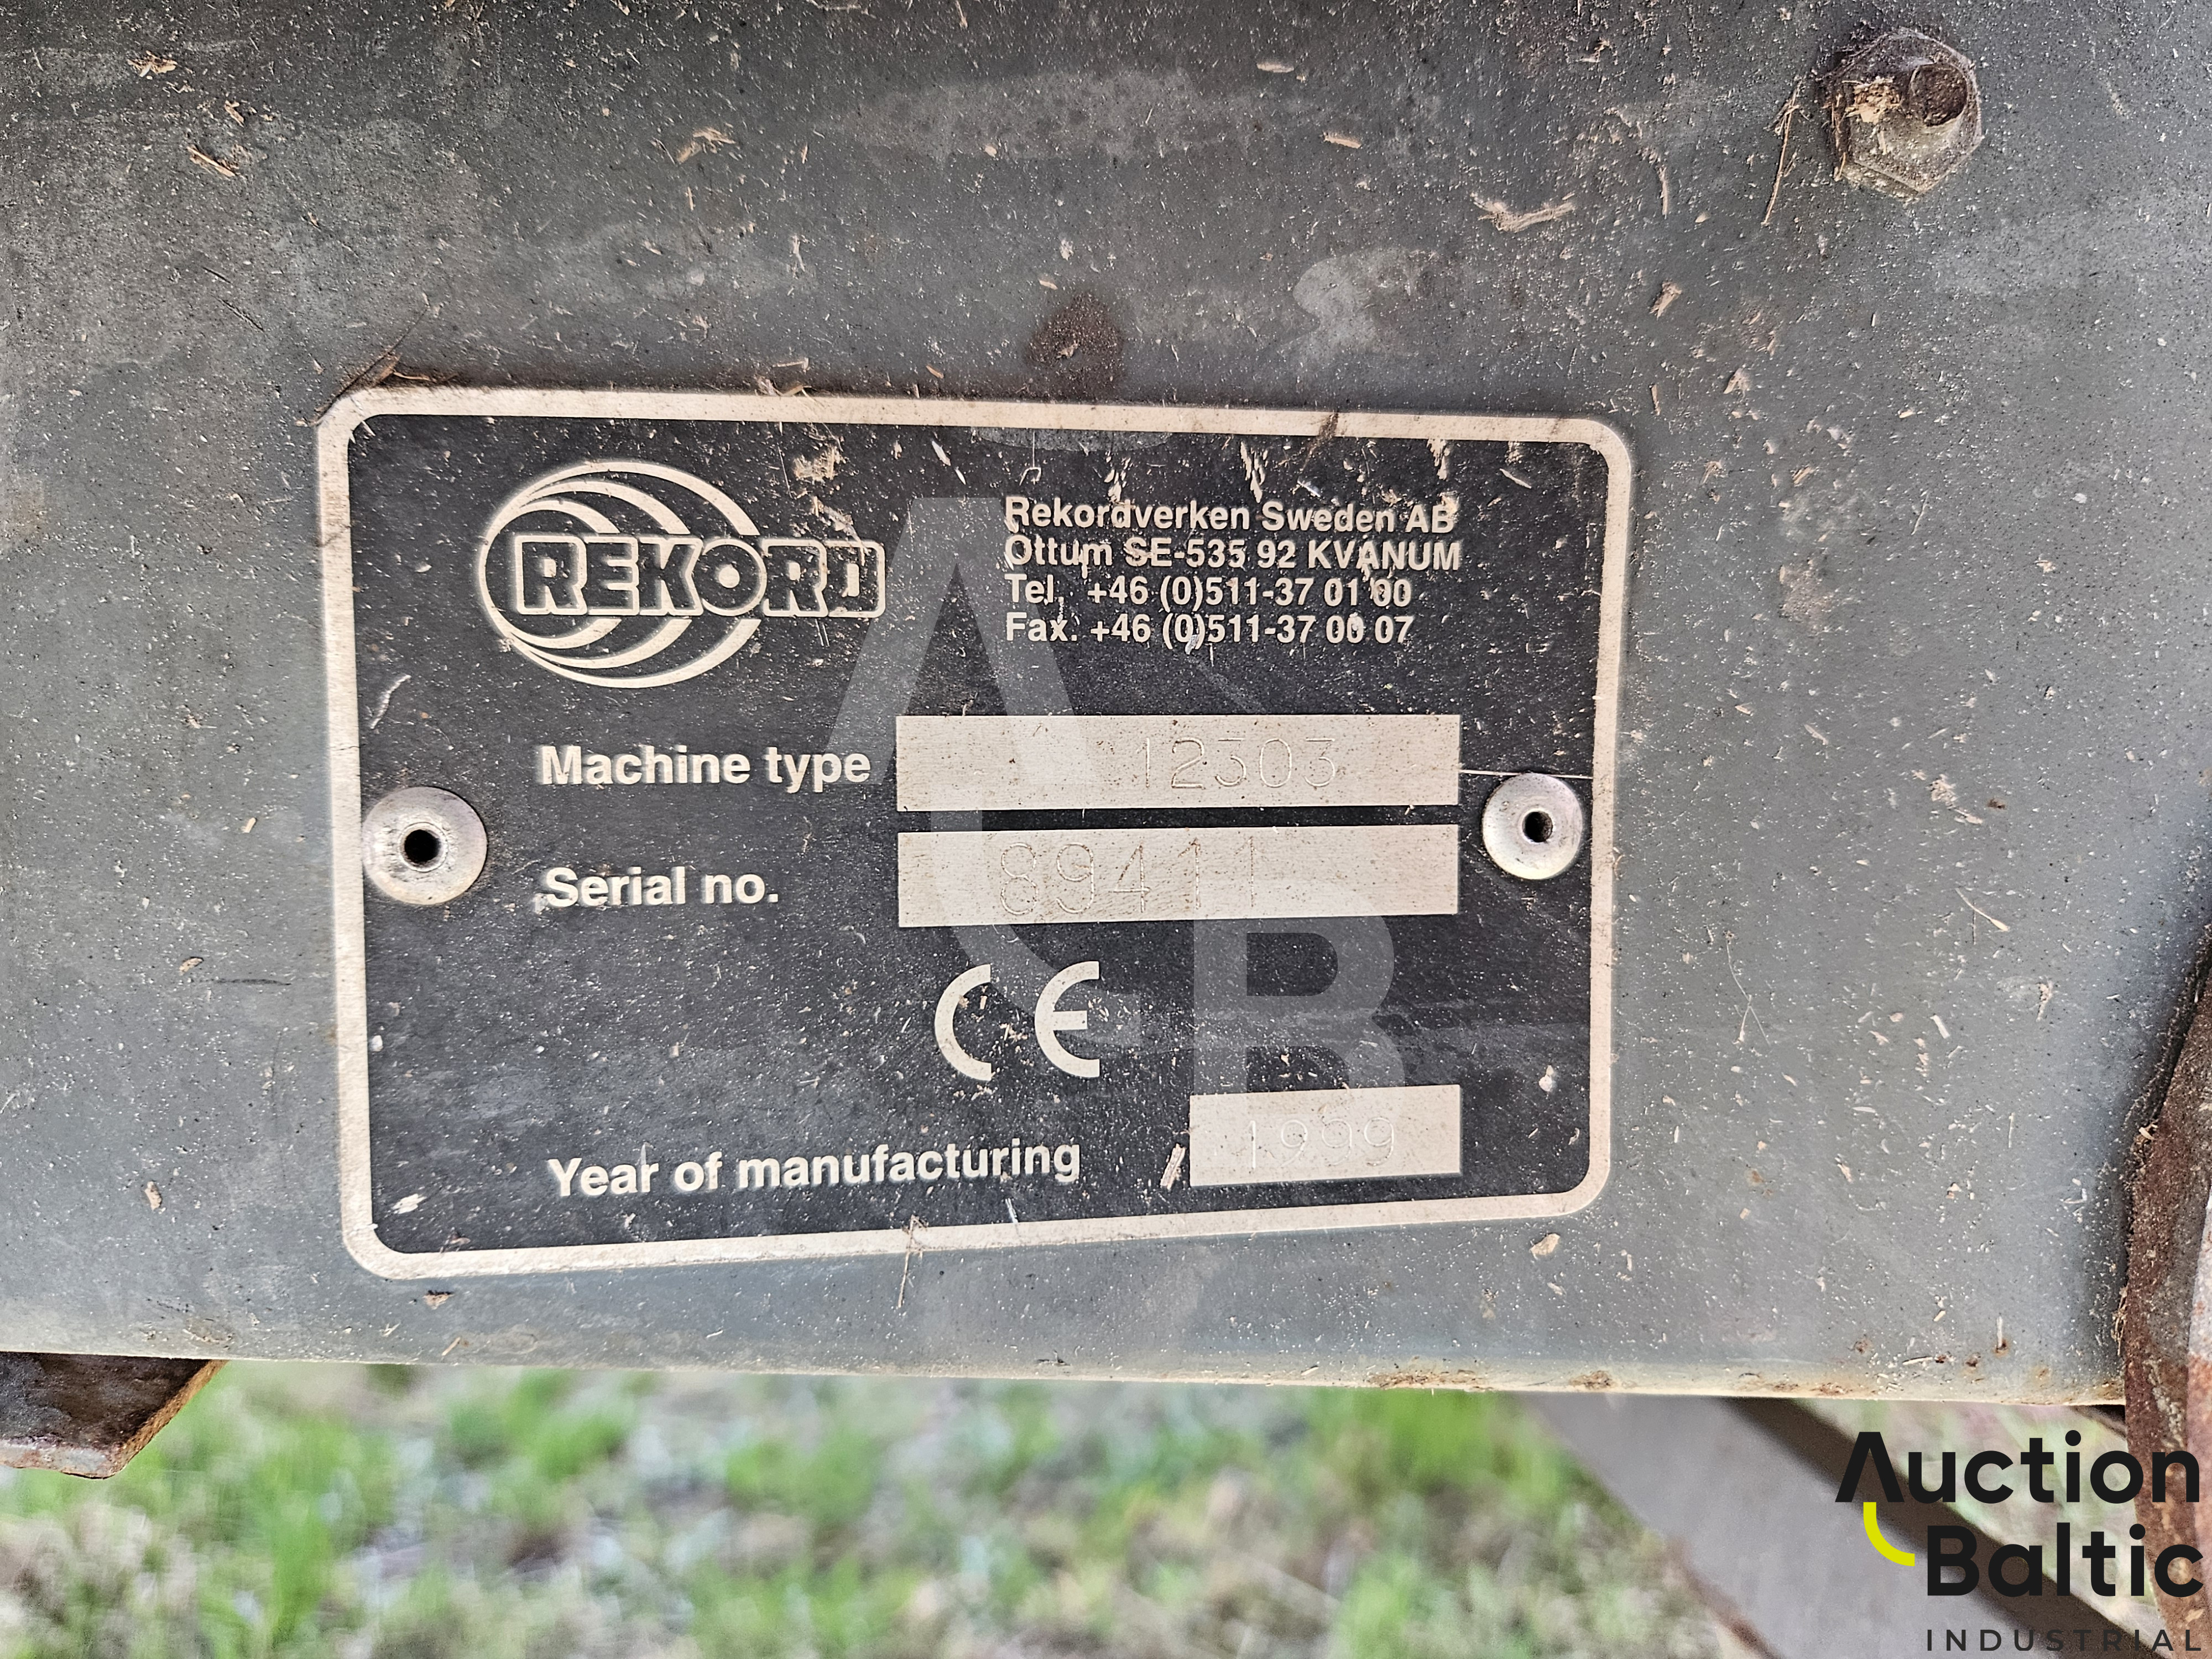 REKORD
Rekordverken Sweden AB
Ottum SE-535 92 KVANUM
Tel. +46 (0)511-37 01 00
Fax. +46 (0)511-37 00 07
Machine type 12303
Serial no. 89411
CE
Year of manufacturing 1999
AB
Auction
Baltic
INDUSTRIAL